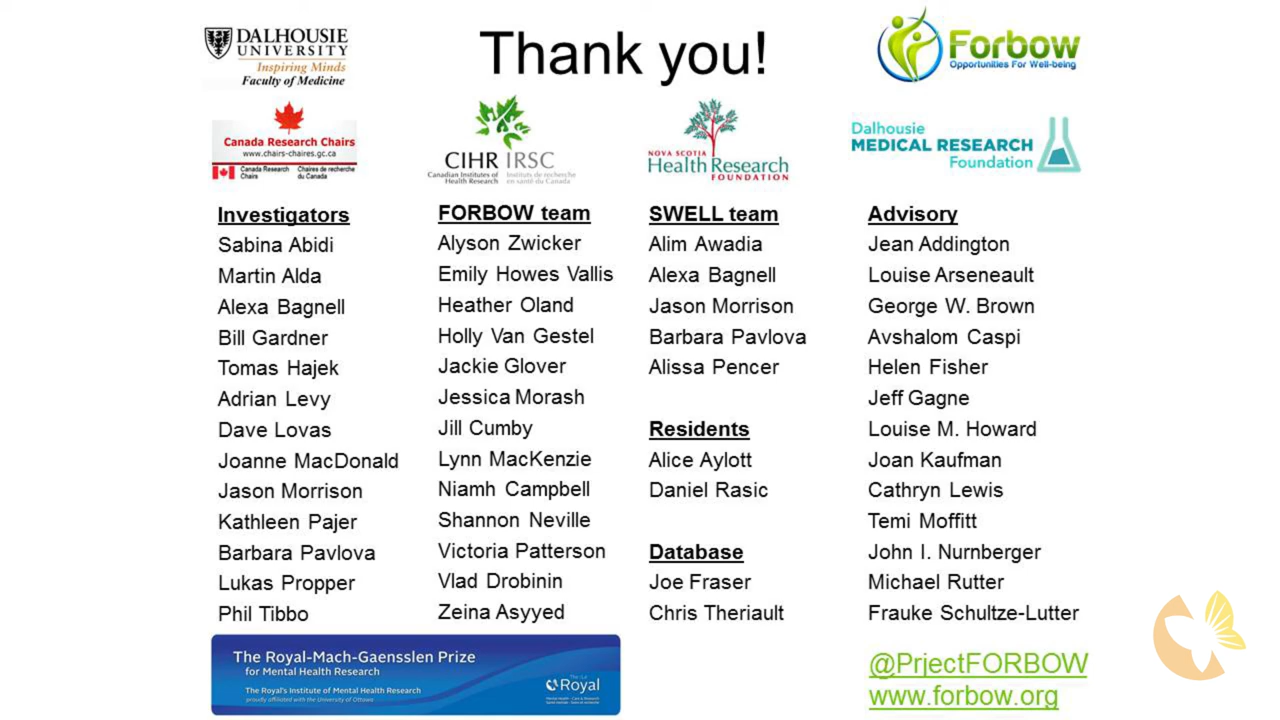 DALHOUSIE
UNIVERSITY
Inspiring Minds
Faculty of Medicine
Thank you!
Forbow
Opportunities For Well-being
Canada Research Chairs
www.chairs-chaires.gc.ca
Canada Research Chairs
Chaires de recherche du Canada
CIHR IRSC
Canadian Institutes of Health Research
Instituts de recherche en santé du Canada
NOVA SCOTIA
Health Research
FOUNDATION
Dalhousie
MEDICAL RESEARCH
Foundation
Investigators
Sabina Abidi
Martin Alda
Alexa Bagnell
Bill Gardner
Tomas Hajek
Adrian Levy
Dave Lovas
Joanne MacDonald
Jason Morrison
Kathleen Pajer
Barbara Pavlova
Lukas Propper
Phil Tibbo
FORBOW team
Alyson Zwicker
Emily Howes Vallis
Heather Oland
Holly Van Gestel
Jackie Glover
Jessica Morash
Jill Cumby
Lynn MacKenzie
Niamh Campbell
Shannon Neville
Victoria Patterson
Vlad Drobinin
Zeina Asyyed
SWELL team
Alim Awadia
Alexa Bagnell
Jason Morrison
Barbara Pavlova
Alissa Pencer
Residents
Alice Aylott
Daniel Rasic
Database
Joe Fraser
Chris Theriault
Advisory
Jean Addington
Louise Arseneault
George W. Brown
Avshalom Caspi
Helen Fisher
Jeff Gagne
Louise M. Howard
Joan Kaufman
Cathryn Lewis
Temi Moffitt
John I. Nurnberger
Michael Rutter
Frauke Schultze-Lutter
The Royal-Mach-Gaensslen Prize
for Mental Health Research
The Royal's Institute of Mental Health Research
proudly affiliated with the University of Ottawa
Royal
@PrjectFORBOW
www.forbow.org